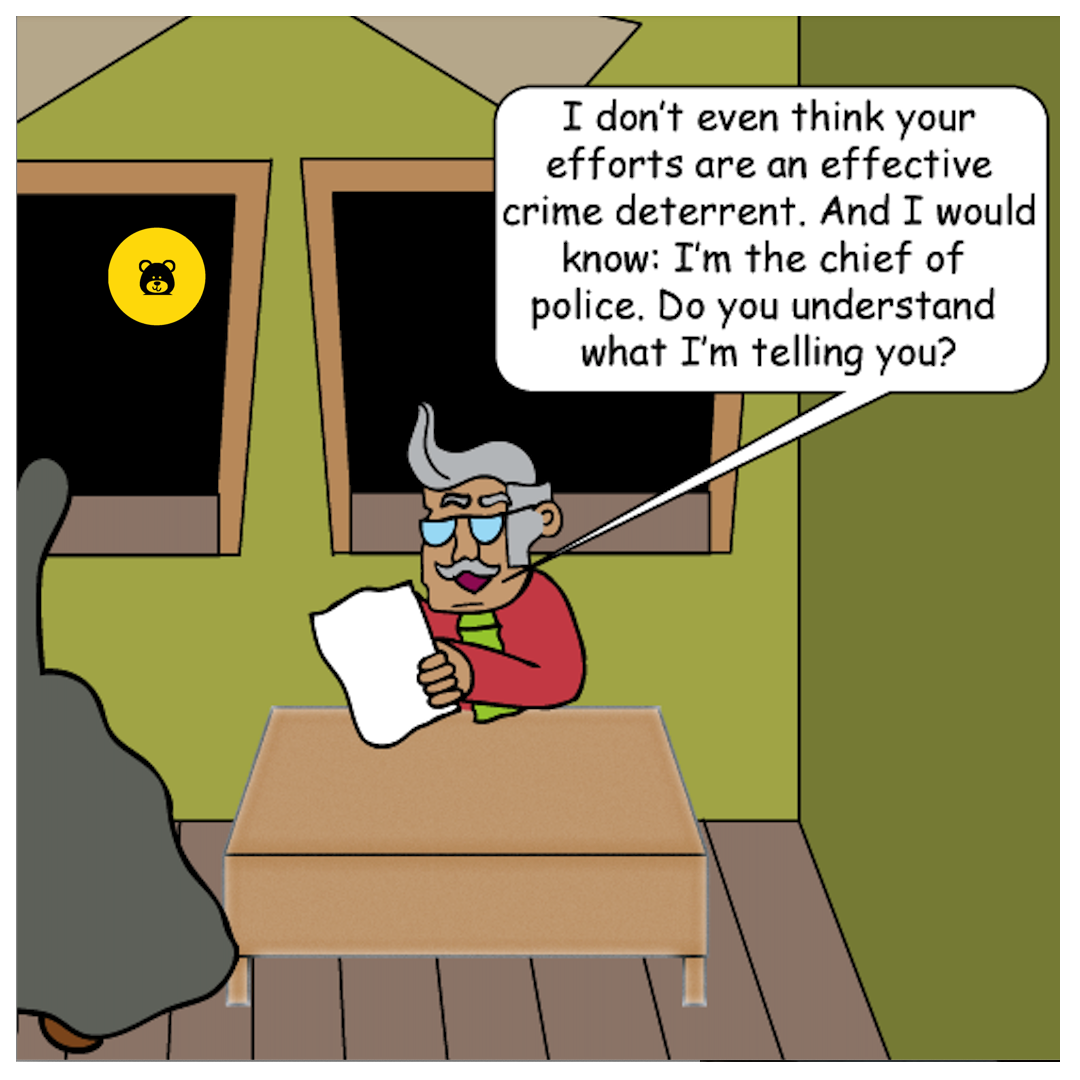 I don't even think your
efforts are an effective
crime deterrent. And I would
know: I'm the chief of
police. Do you understand
what I'm telling you?